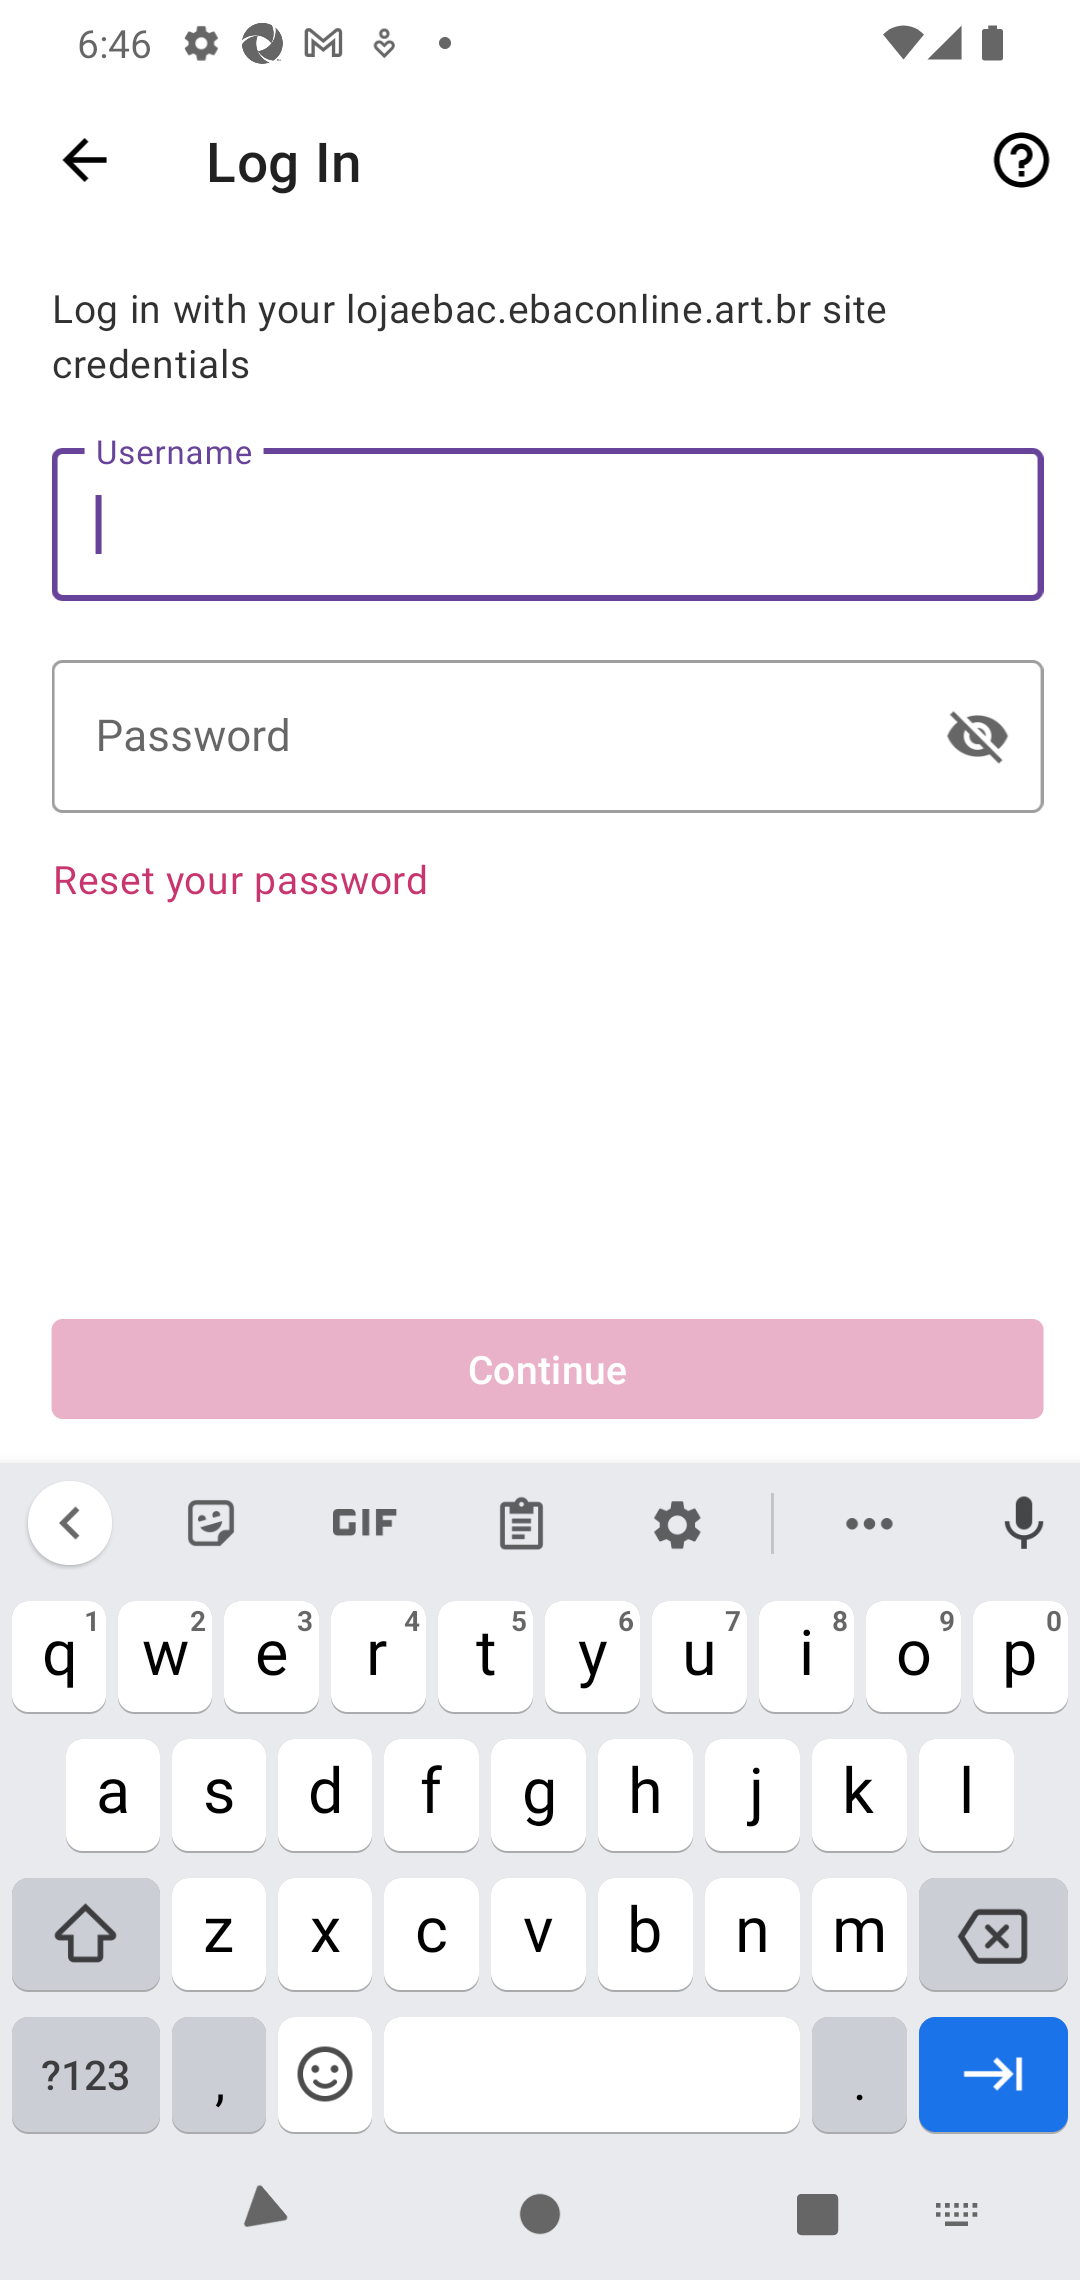 6:46
Log In
Log in with your lojaebac.ebaconline.art.br site
credentials
Username
Password
Reset your password
Continue
GIF
q 1 w 2 e 3 r 4 t 5 y 6 u 7 i 8 o 9 p 0
a s d f g h j k l
z x c v b n m
?123 , .